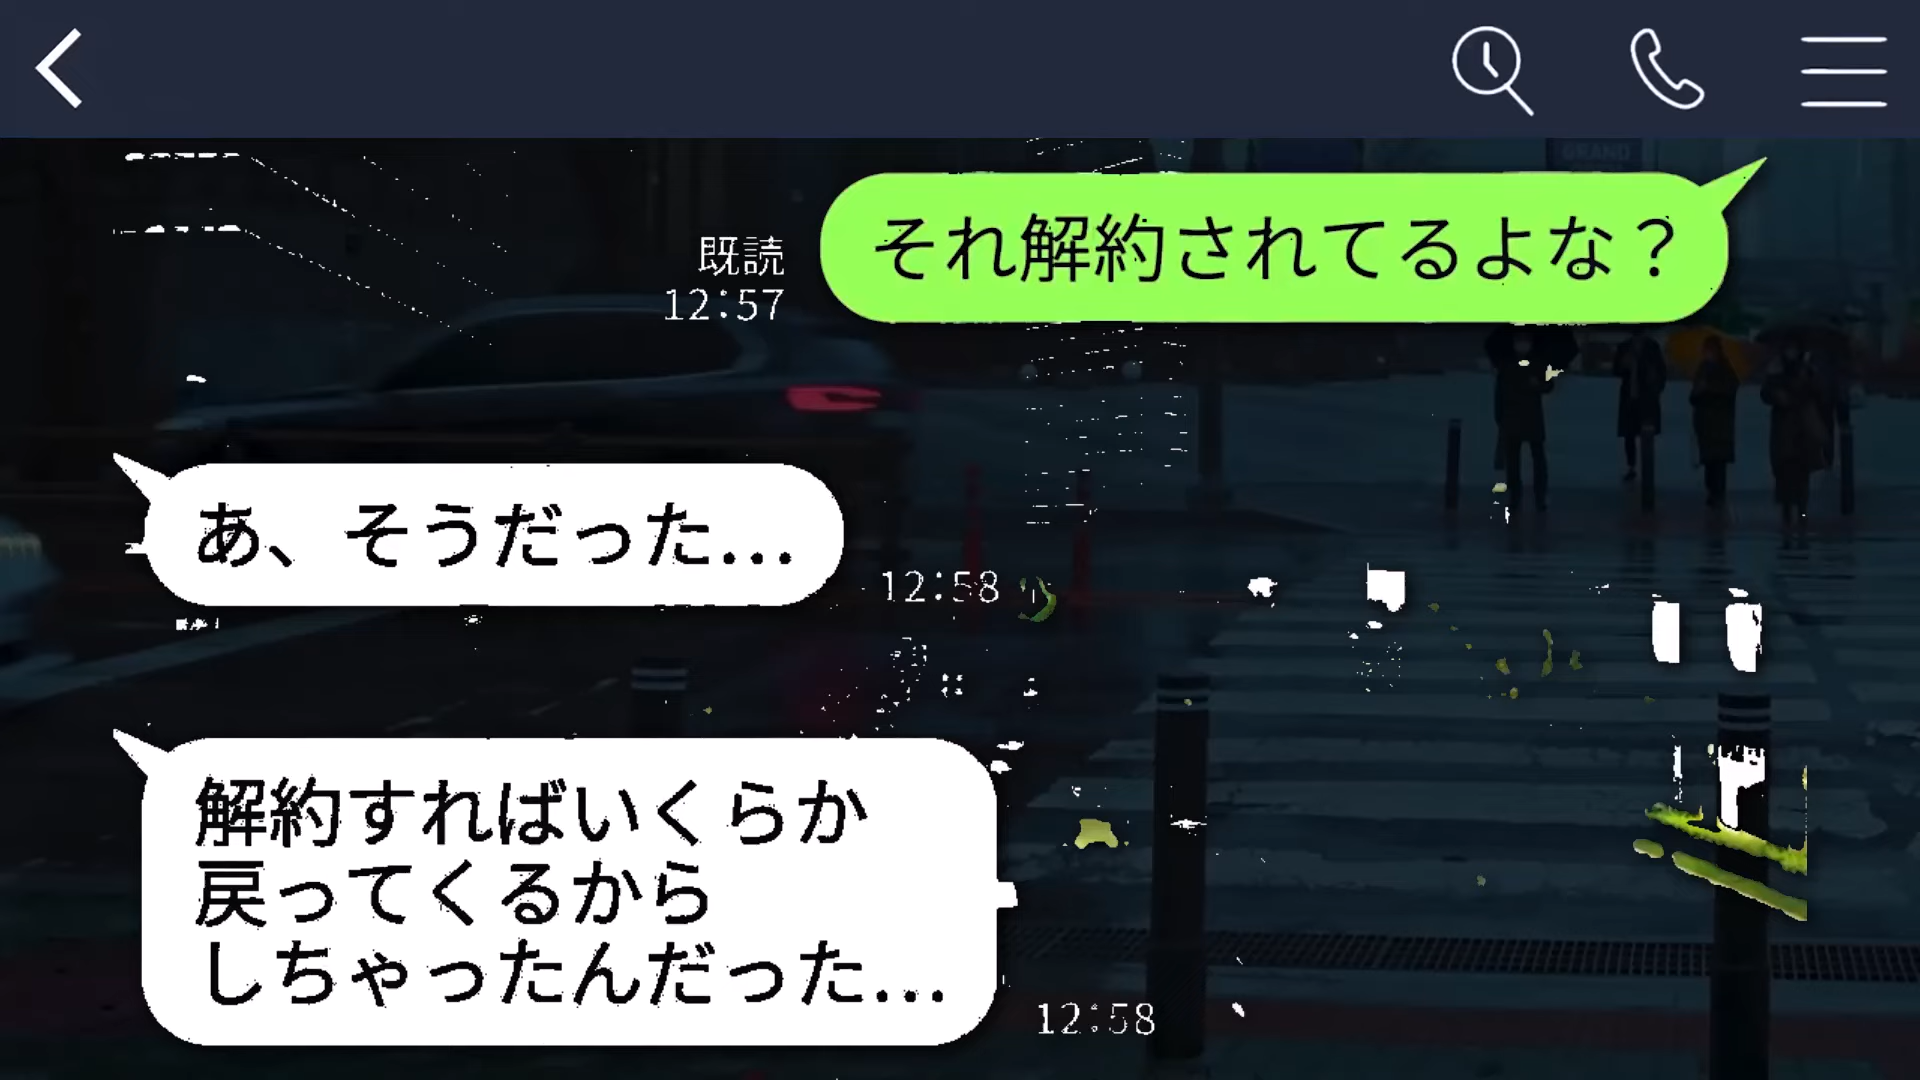 GRAND
それ解約されてるよな？
既読
12:57
あ、そうだった…
12:58
解約すればいくらか
戻ってくるから
しちゃったんだった…
12:58